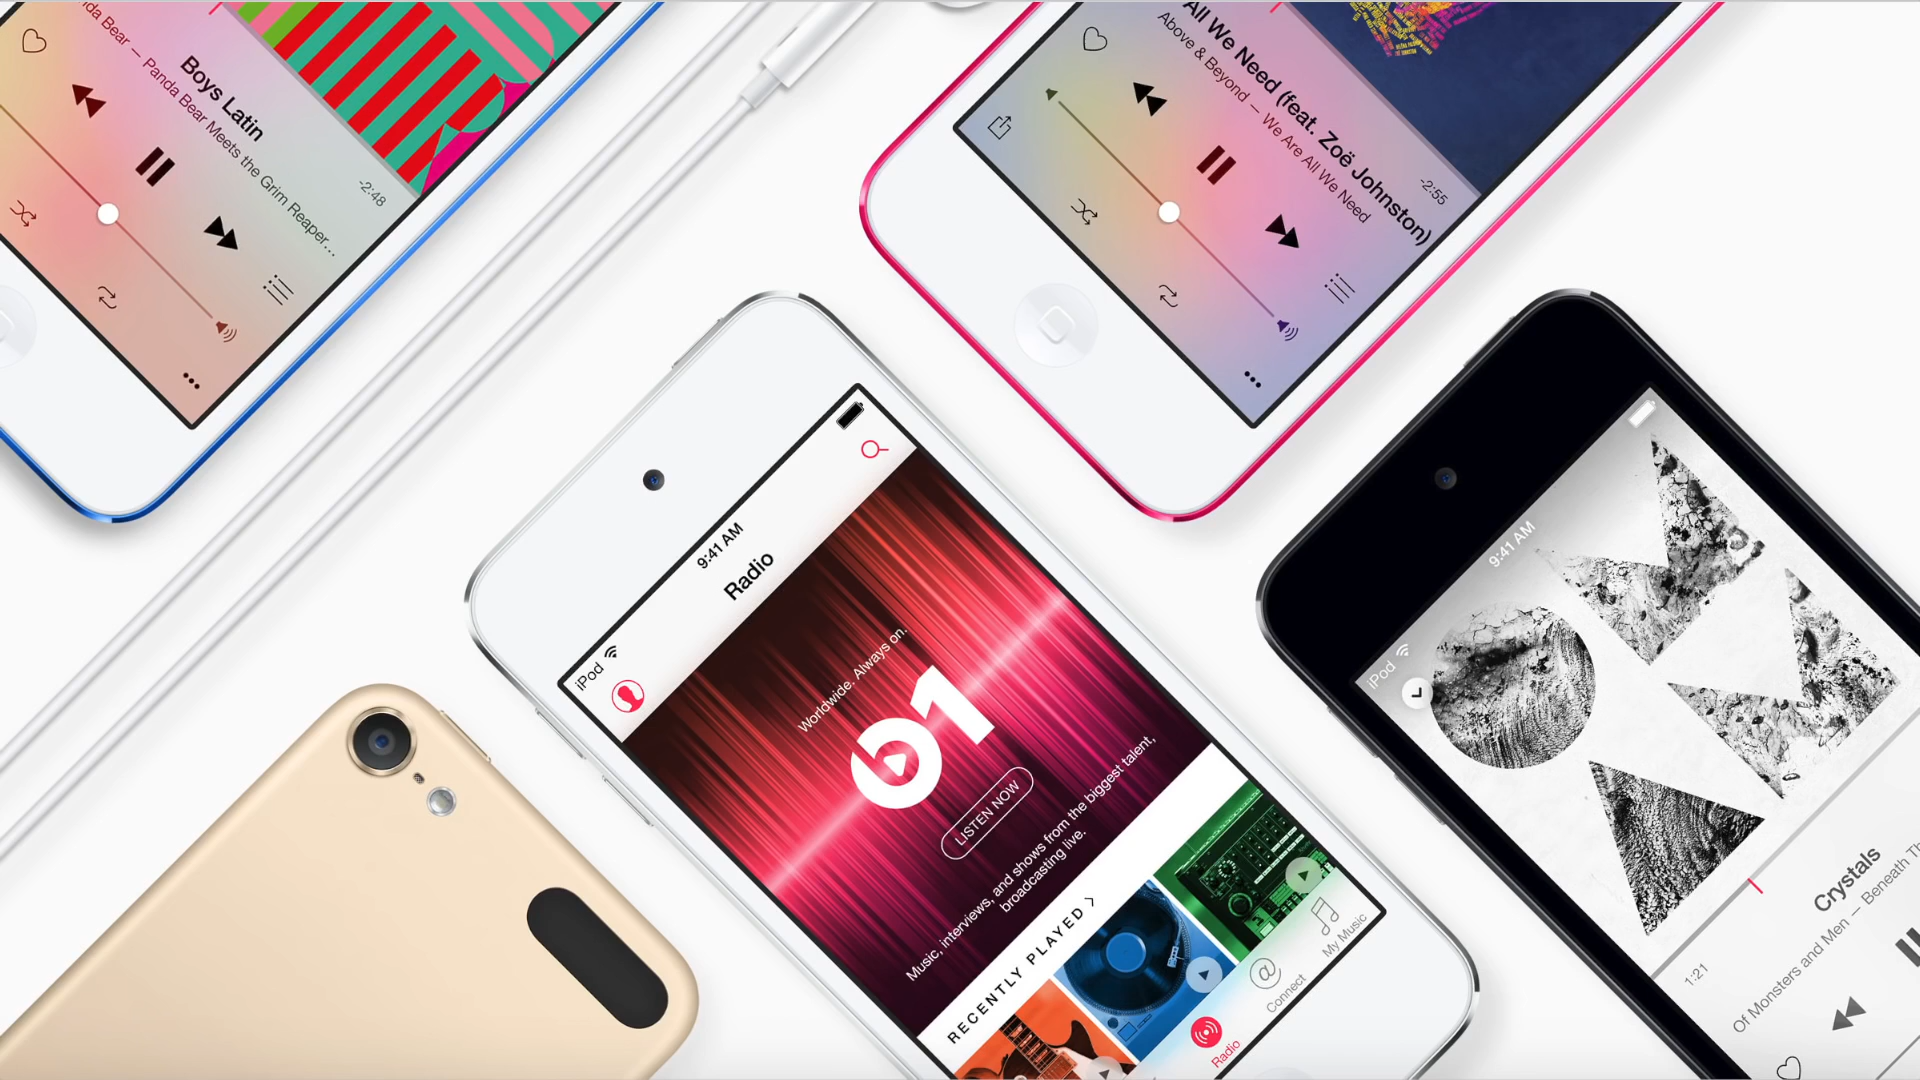 Boys Latin
Panda Bear — Panda Bear Meets the Grim Reaper...
-2:48
All We Need (feat. Zoë Johnston)
Above & Beyond — We Are All We Need
-2:55
iPod
9:41 AM
Radio
Worldwide. Always on.
b1
LISTEN NOW
Music, interviews, and shows from the biggest talent,
broadcasting live.
RECENTLY PLAYED >
Radio
Connect
My Music
iPod
9:41 AM
1:21
Crystals
Of Monsters and Men — Beneath